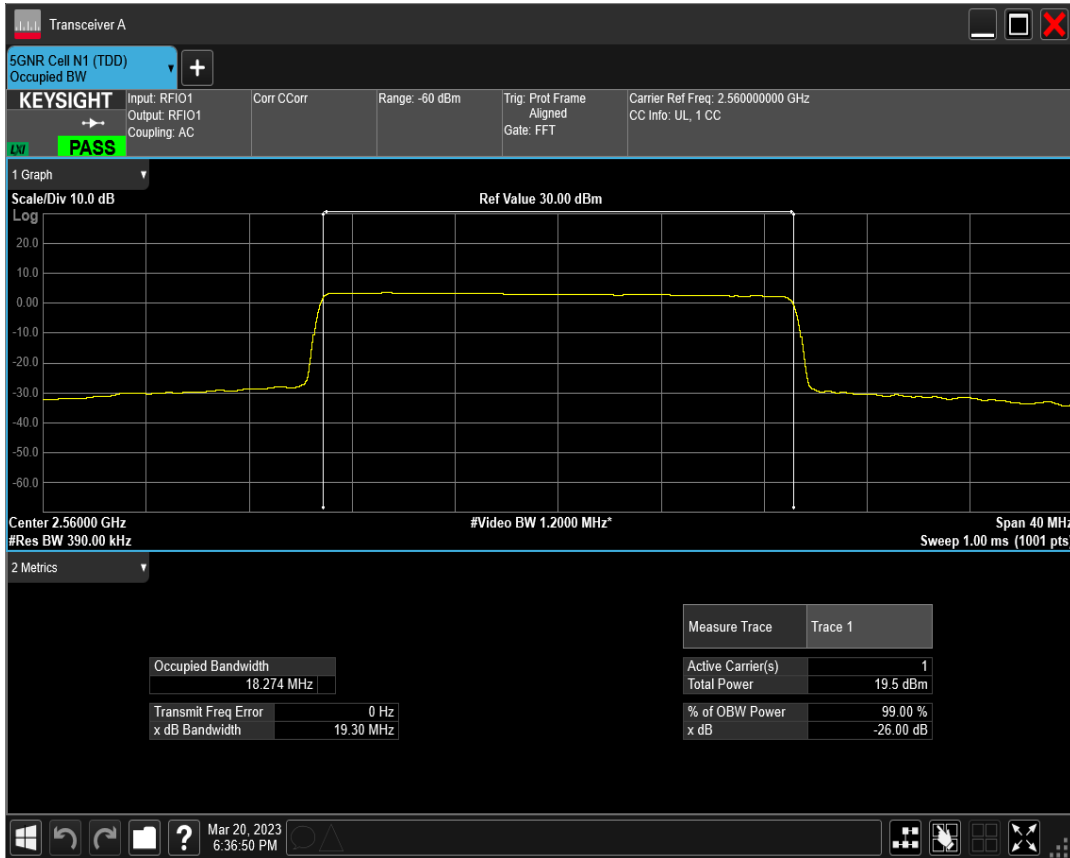 Transceiver A
5GNR Cell N1 (TDD)
Occupied BW
+
KEYSIGHT
LXI
PASS
Input: RFIO1
Output: RFIO1
Coupling: AC
Corr CCorr
Range: -60 dBm
Trig: Prot Frame
Aligned
Gate: FFT
Carrier Ref Freq: 2.560000000 GHz
CC Info: UL, 1 CC
1 Graph
Scale/Div 10.0 dB
Ref Value 30.00 dBm
Log
20.0
10.0
0.00
-10.0
-20.0
-30.0
-40.0
-50.0
-60.0
Center 2.56000 GHz
#Video BW 1.2000 MHz*
Span 40 MHz
#Res BW 390.00 kHz
Sweep 1.00 ms (1001 pts)
2 Metrics
Measure Trace Trace 1
Occupied Bandwidth
18.274 MHz
Active Carrier(s) 1
Total Power 19.5 dBm
Transmit Freq Error 0 Hz
x dB Bandwidth 19.30 MHz
% of OBW Power 99.00 %
x dB -26.00 dB
?
Mar 20, 2023
6:36:50 PM